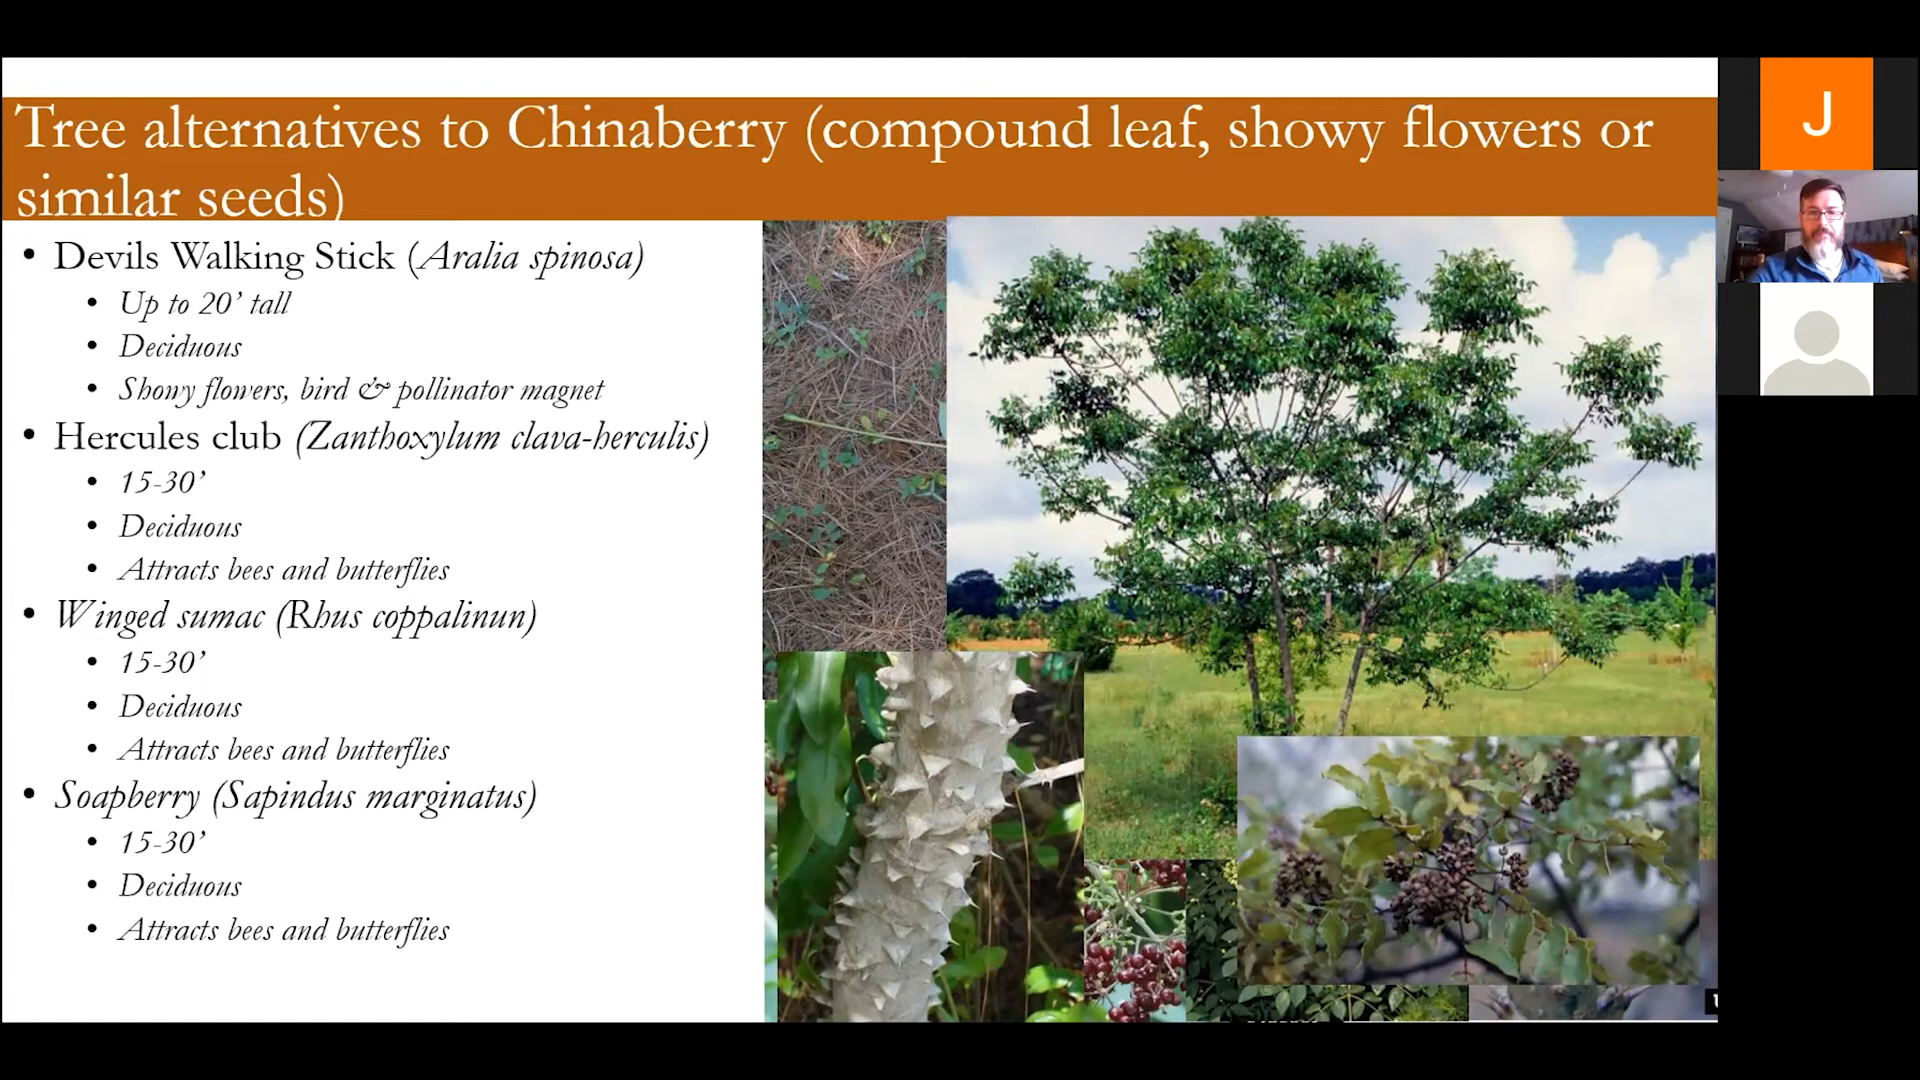 Tree alternatives to Chinaberry (compound leaf, showy flowers or
similar seeds)
• Devils Walking Stick (Aralia spinosa)
• Up to 20’ tall
• Deciduous
• Showy flowers, bird & pollinator magnet
• Hercules club (Zanthoxylum clava-herculis)
• 15-30’
• Deciduous
• Attracts bees and butterflies
• Winged sumac (Rhus coppalinun)
• 15-30’
• Deciduous
• Attracts bees and butterflies
• Soapberry (Sapindus marginatus)
• 15-30’
• Deciduous
• Attracts bees and butterflies
J